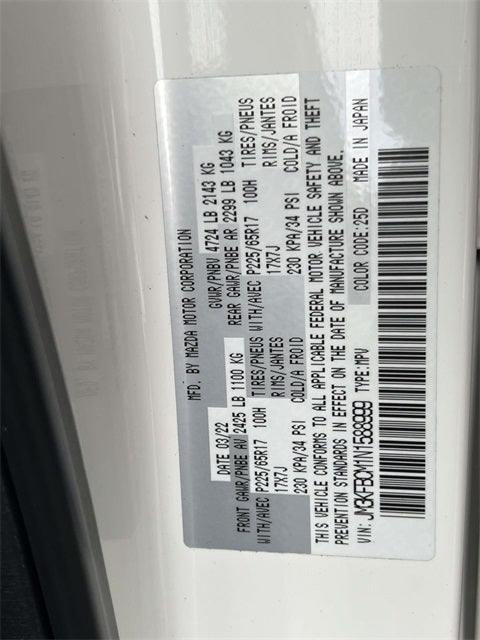 MFD. BY MAZDA MOTOR CORPORATION
DATE 03/22 GVWR/PNBV 4724 LB 2143 KG
FRONT GAWR/PNBE AV 2425 LB 1100 KG REAR GAWR/PNBE AR 2299 LB 1043 KG
WITH/AVEC P225/65R17 100H TIRES/PNEUS WITH/AVEC P225/65R17 100H TIRES/PNEUS
17X7J RIMS/JANTES 17X7J RIMS/JANTES
230 KPA/34 PSI COLD/A FROID 230 KPA/34 PSI COLD/A FROID
THIS VEHICLE CONFORMS TO ALL APPLICABLE FEDERAL MOTOR VEHICLE SAFETY AND THEFT
PREVENTION STANDARDS IN EFFECT ON THE DATE OF MANUFACTURE SHOWN ABOVE.
VIN: JM3KFBCM1N1588999 TYPE:MPV COLOR CODE:25D MADE IN JAPAN